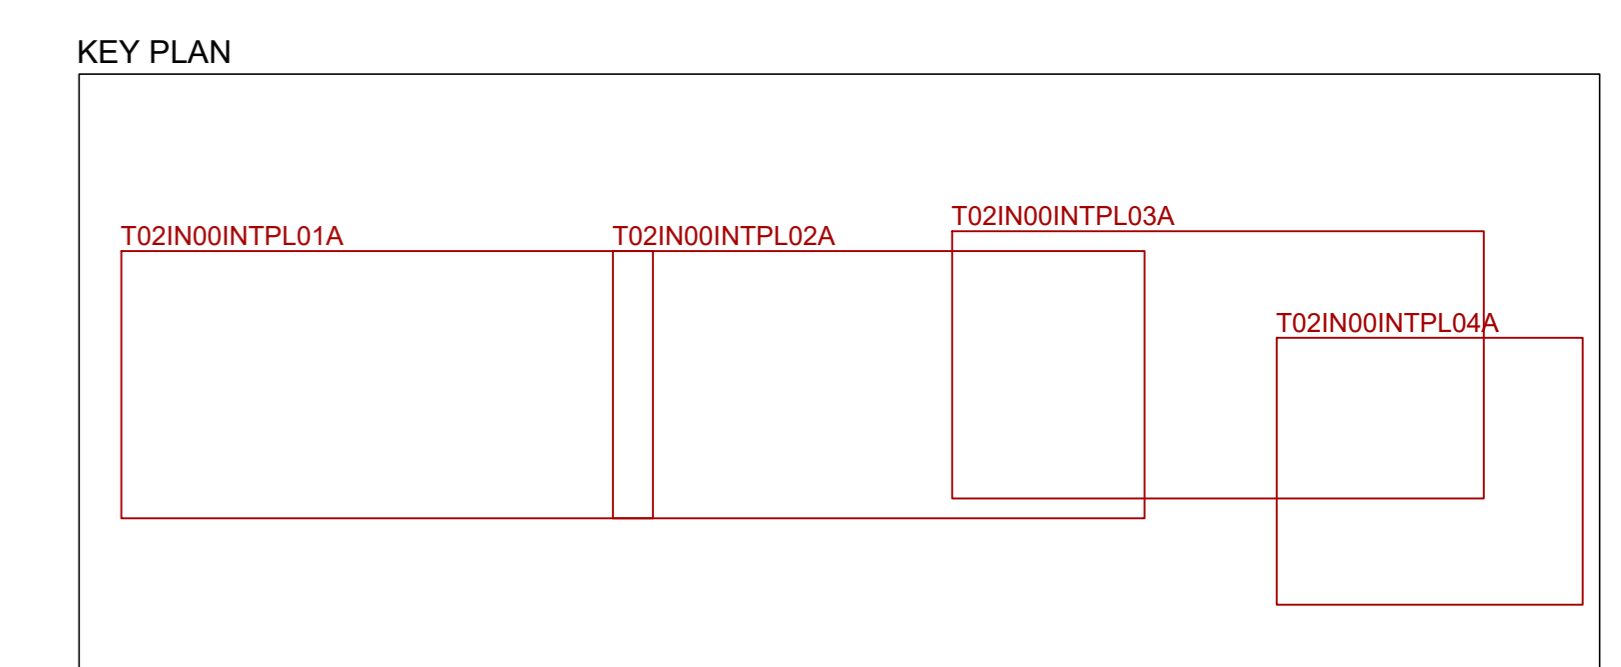 KEY PLAN
T02IN00INTPL01A
T02IN00INTPL02A
T02IN00INTPL03A
T02IN00INTPL04A